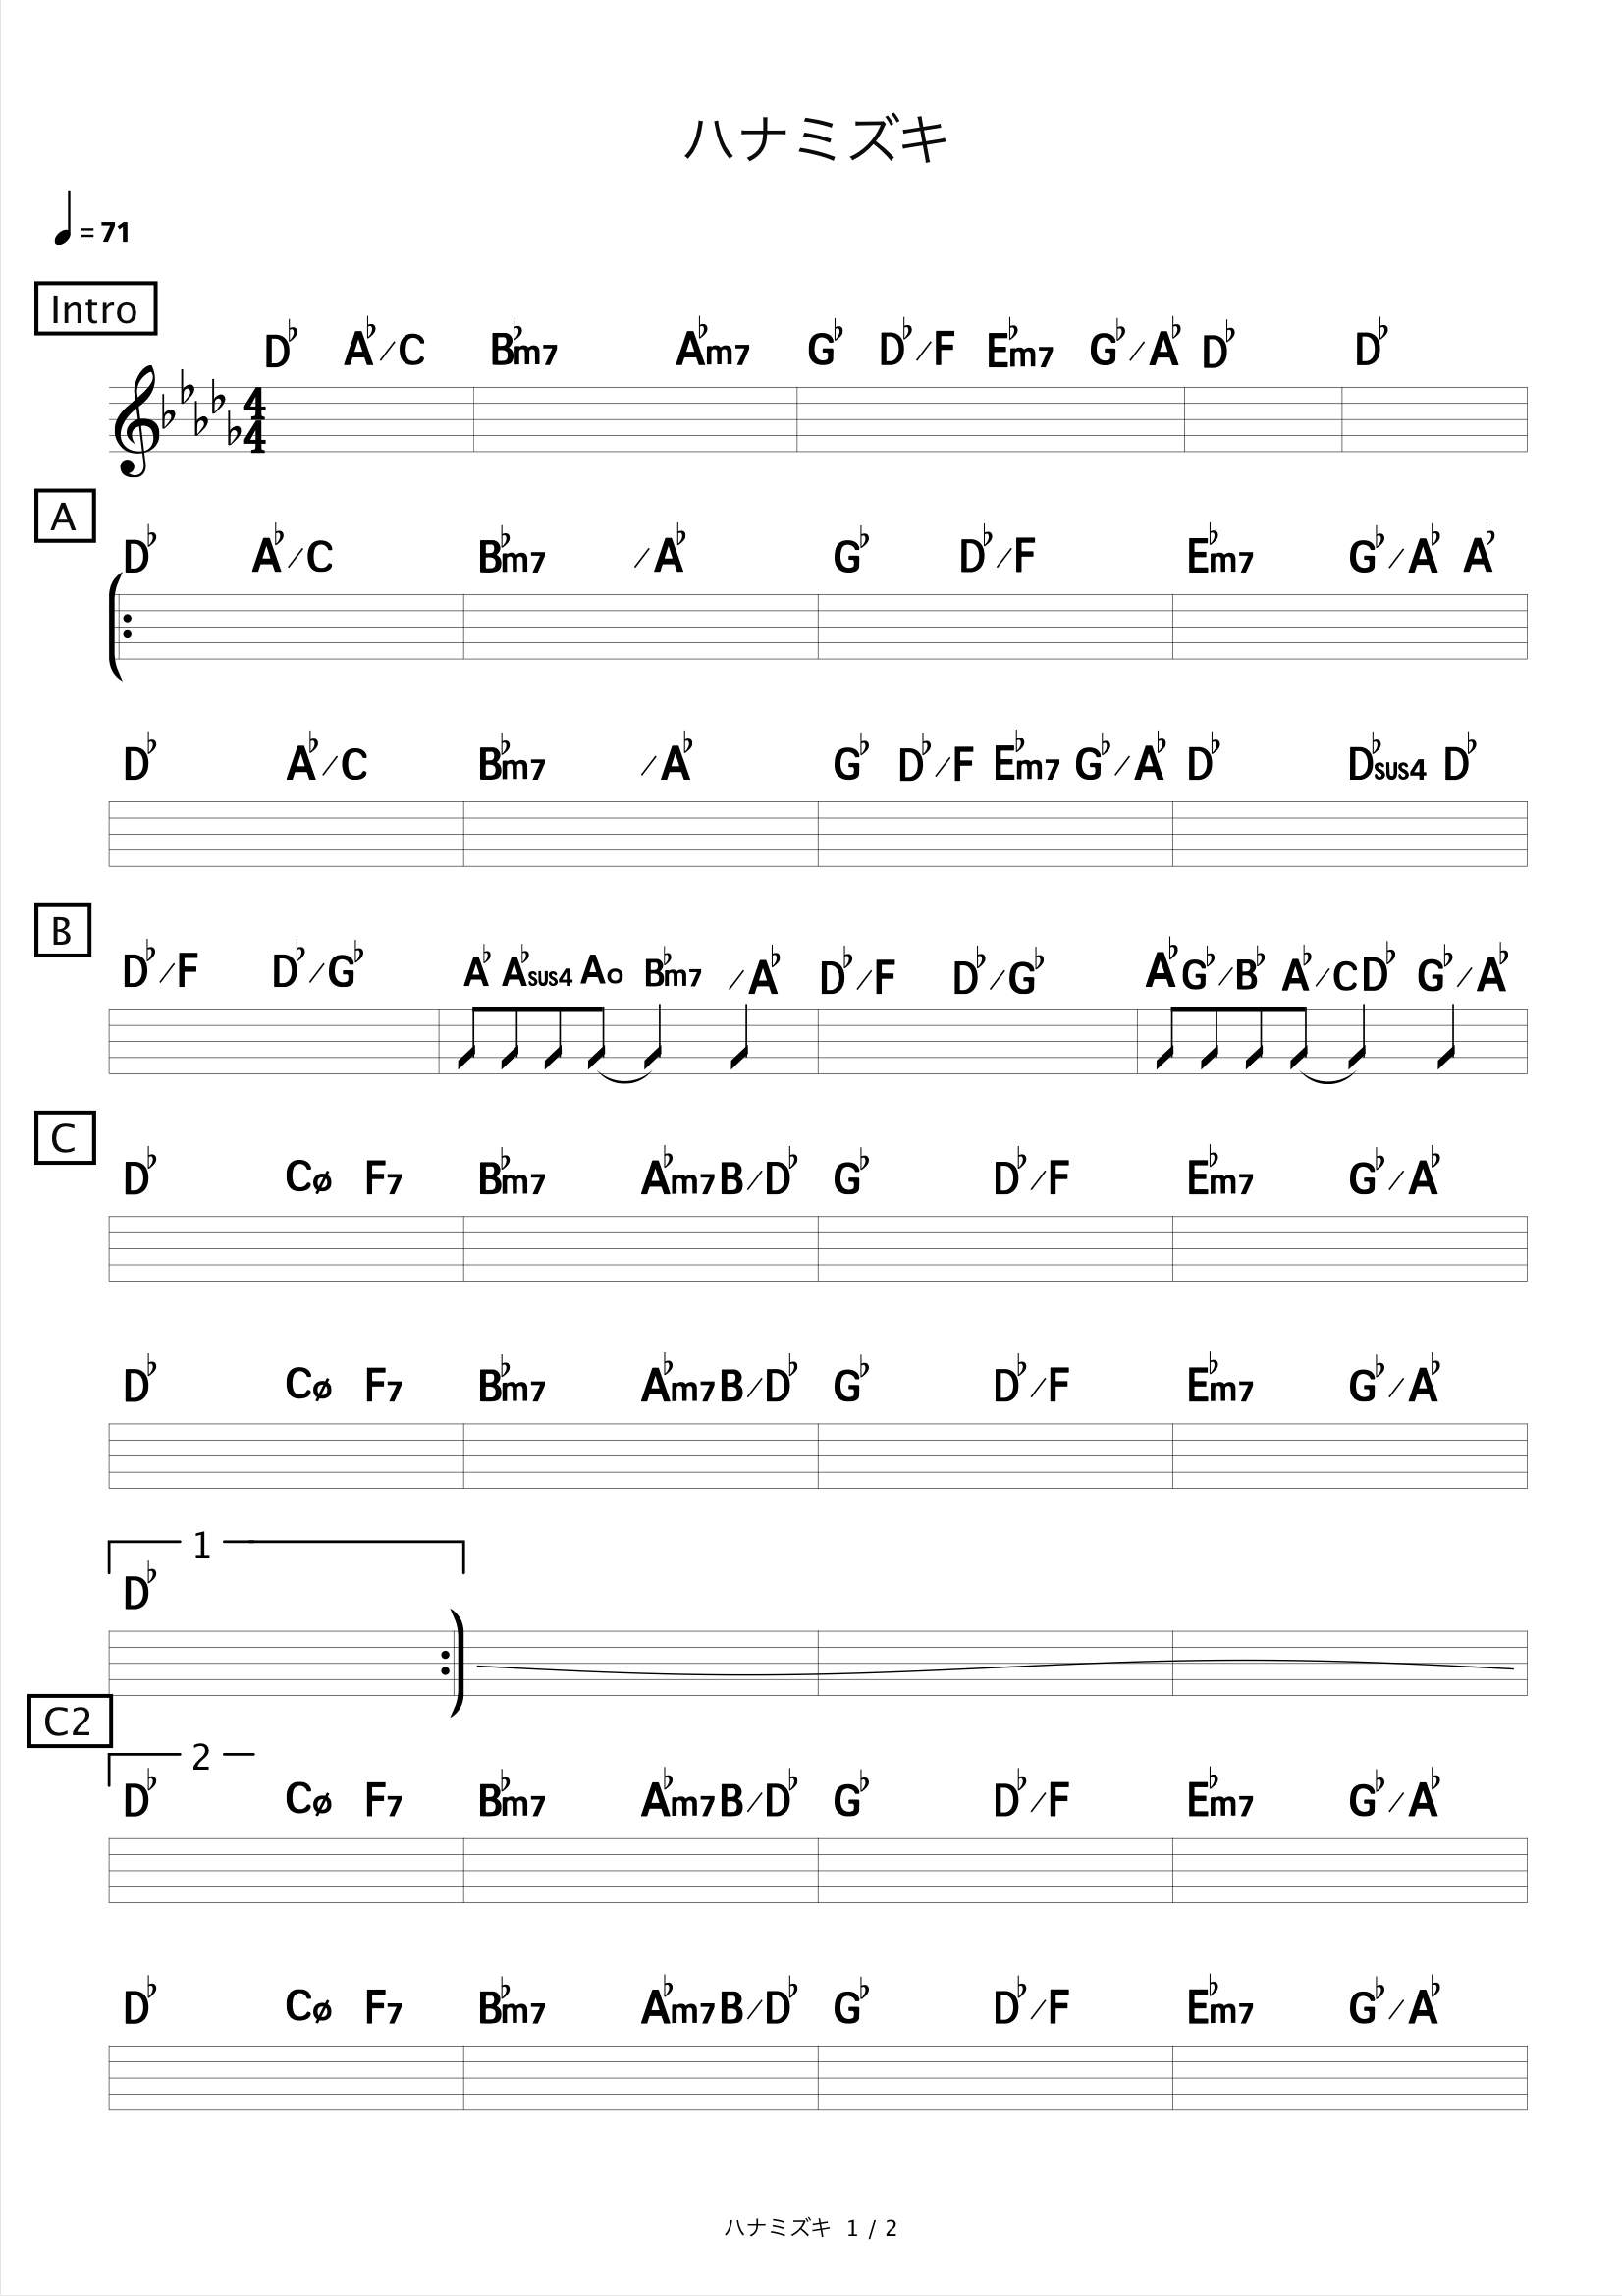 ハナミズキ
= 71
Intro
D♭ A♭/C B♭m7 A♭m7 G♭ D♭/F E♭m7 G♭/A♭ D♭ D♭
4
4
A
D♭ A♭/C B♭m7 /A♭ G♭ D♭/F E♭m7 G♭/A♭ A♭
D♭ A♭/C B♭m7 /A♭ G♭ D♭/F E♭m7 G♭/A♭ D♭ D♭sus4 D♭
B
D♭/F D♭/G♭ A♭ A♭sus4 Ao B♭m7 /A♭ D♭/F D♭/G♭ A♭ G♭/B♭ A♭/C D♭ G♭/A♭
C
D♭ Cø F7 B♭m7 A♭m7 B/D♭ G♭ D♭/F E♭m7 G♭/A♭
D♭ Cø F7 B♭m7 A♭m7 B/D♭ G♭ D♭/F E♭m7 G♭/A♭
1
D♭
C2
2
D♭ Cø F7 B♭m7 A♭m7 B/D♭ G♭ D♭/F E♭m7 G♭/A♭
D♭ Cø F7 B♭m7 A♭m7 B/D♭ G♭ D♭/F E♭m7 G♭/A♭
ハナミズキ 1 / 2